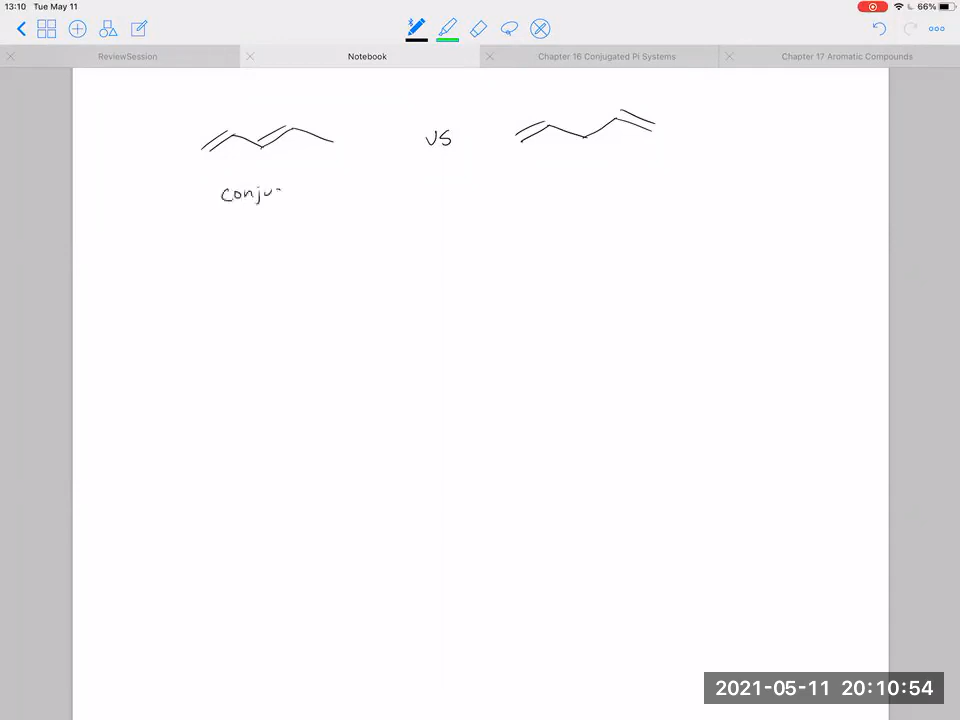 13:10 Tue May 11
66%
ReviewSession
Notebook
Chapter 16 Conjugated Pi Systems
Chapter 17 Aromatic Compounds
vs
conju
2021-05-11 20:10:54